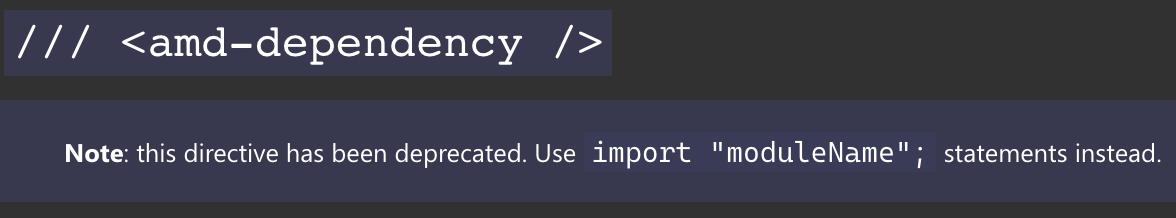 /// <amd-dependency />
Note: this directive has been deprecated. Use import "moduleName"; statements instead.